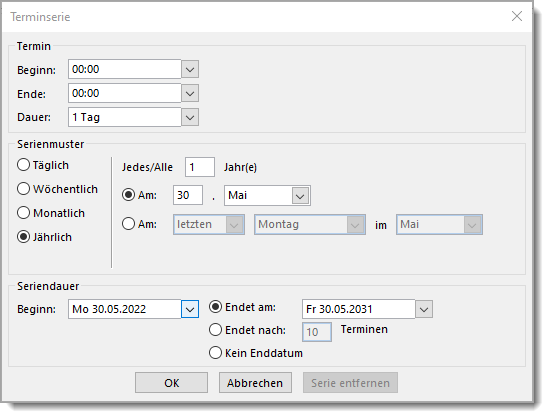 Terminserie
Termin
Beginn: 00:00
Ende: 00:00
Dauer: 1 Tag
Serienmuster
Täglich
Wöchentlich
Monatlich
Jährlich
Jedes/Alle 1 Jahr(e)
Am: 30 . Mai
Am: letzten Montag im Mai
Seriendauer
Beginn: Mo 30.05.2022
Endet am: Fr 30.05.2031
Endet nach: 10 Terminen
Kein Enddatum
OK Abbrechen Serie entfernen